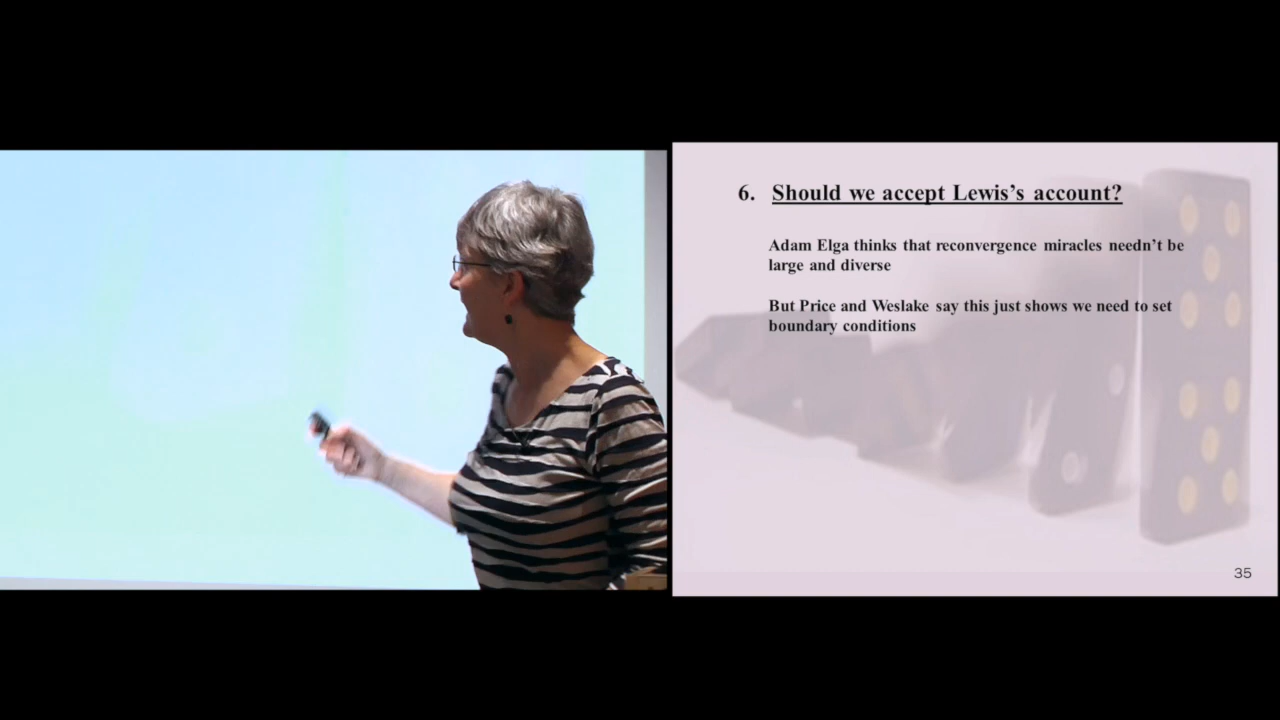 6. Should we accept Lewis's account?
Adam Elga thinks that reconvergence miracles needn't be
large and diverse
But Price and Weslake say this just shows we need to set
boundary conditions
35